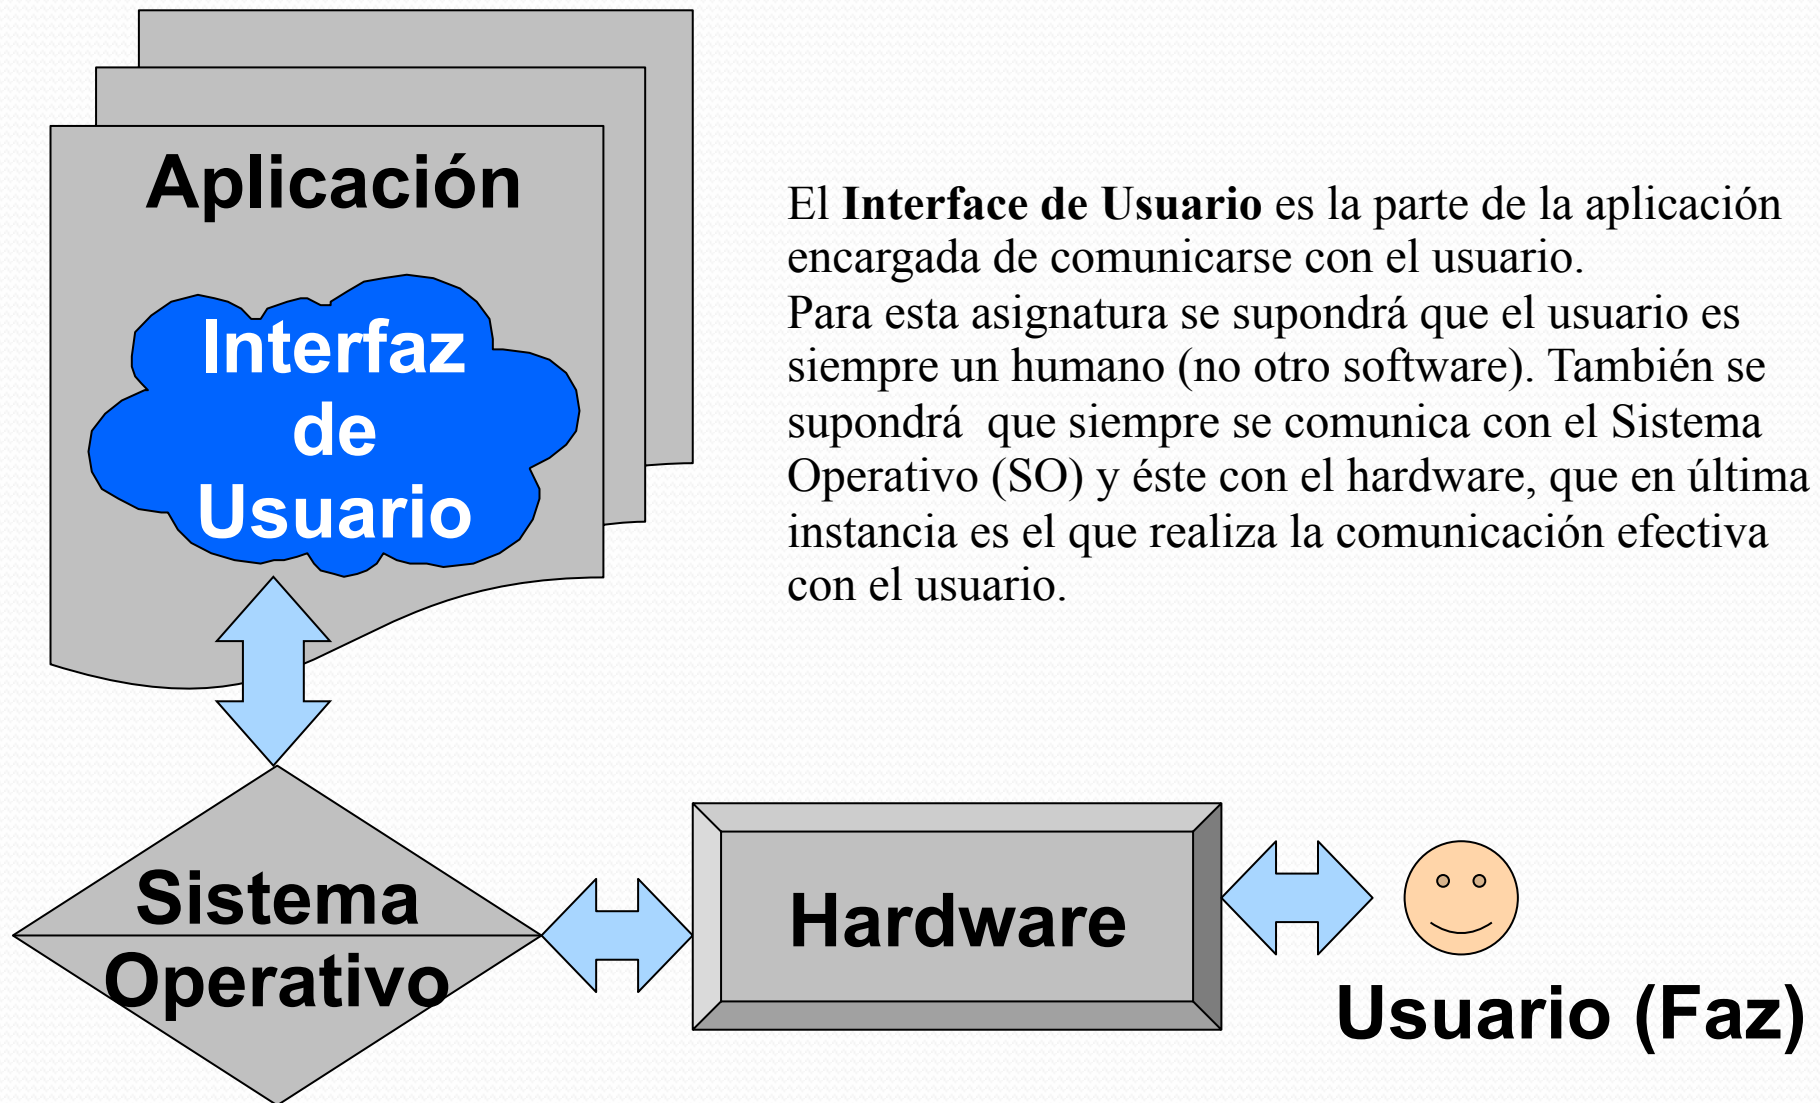 Aplicación
Interfaz
de
Usuario
El Interface de Usuario es la parte de la aplicación
encargada de comunicarse con el usuario.
Para esta asignatura se supondrá que el usuario es
siempre un humano (no otro software). También se
supondrá  que siempre se comunica con el Sistema
Operativo (SO) y éste con el hardware, que en última
instancia es el que realiza la comunicación efectiva
con el usuario.
Sistema
Operativo
Hardware
Usuario (Faz)